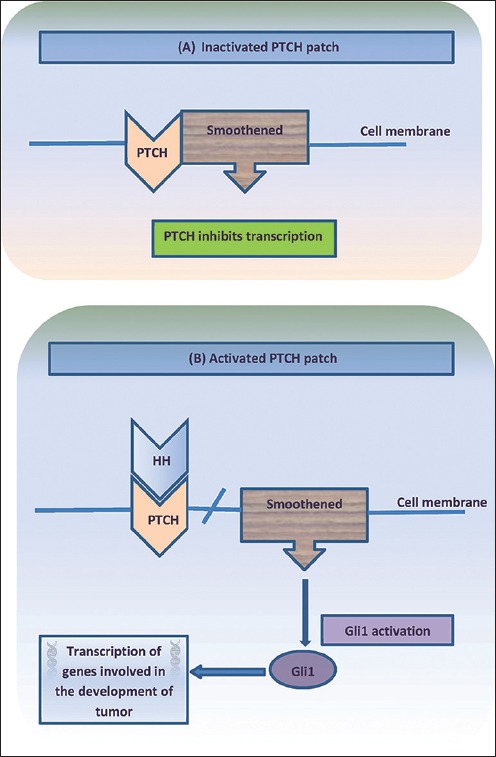 (A) Inactivated PTCH patch
PTCH
Smoothened
Cell membrane
PTCH inhibits transcription
(B) Activated PTCH patch
HH
PTCH
Smoothened
Cell membrane
Gli1 activation
Gli1
Transcription of
genes involved in
the development of
tumor